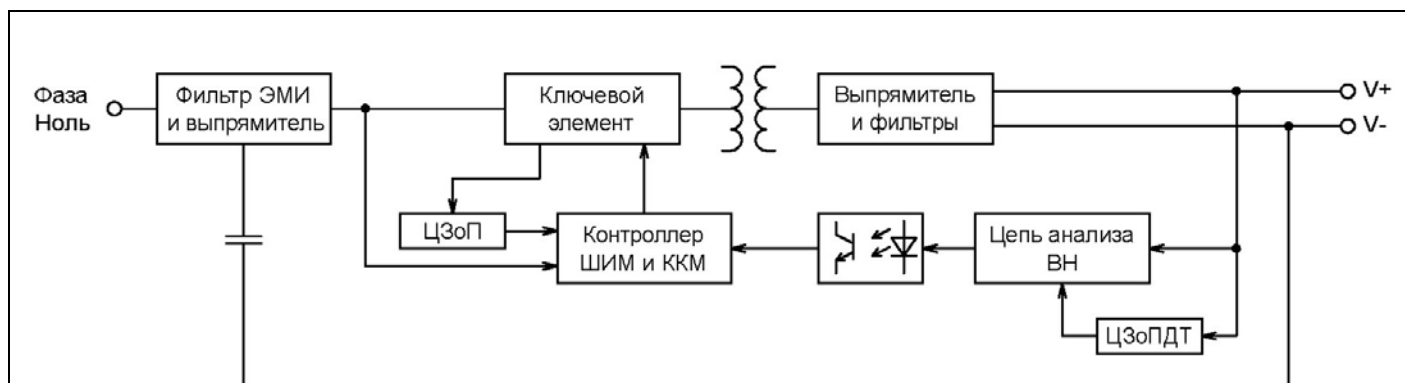 Фаза
Ноль
Фильтр ЭМИ
и выпрямитель
Ключевой
элемент
Выпрямитель
и фильтры
V+
V-
ЦЗоП
Контроллер
ШИМ и ККМ
Цепь анализа
ВН
ЦЗоПДТ